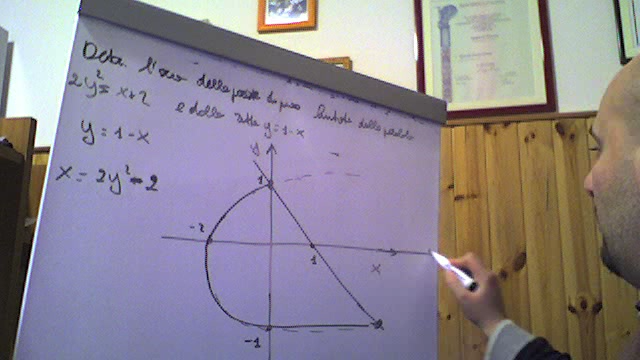 Det. l'area della parte di piano limitata dalla parabola
2y² = x+2 e dalla retta y = 1-x
y = 1-x
x = 2y²-2
y
1
-2
1
x
-1